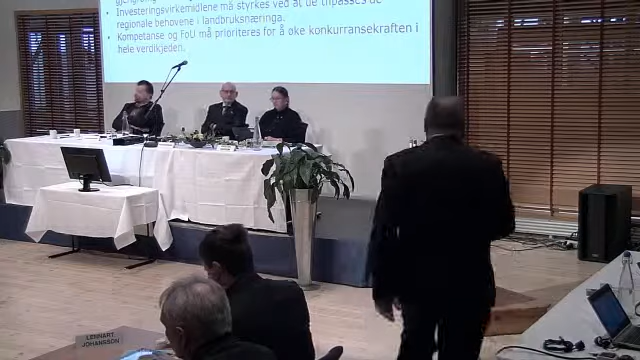 Investeringsvirkemidlene må styrkes ved at de tilpasses de
regionale behovene i landbruksnæringa.
Kompetanse og FoU må prioriteres for å øke konkurransekraften i
hele verdikjeden.
LENNART
JOHANSSON